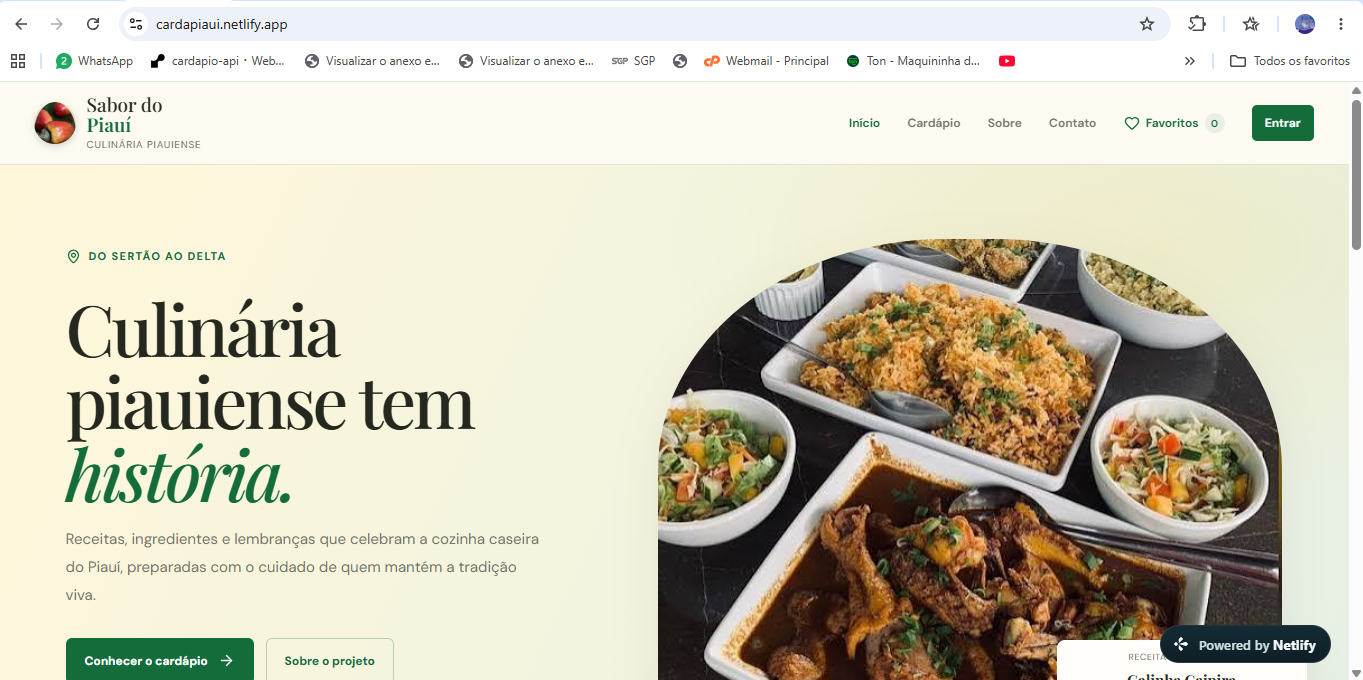 cardapiaui.netlify.app
2
WhatsApp
cardapio-api · Web...
Visualizar o anexo e...
Visualizar o anexo e...
SGP
SGP
Webmail - Principal
Ton - Maquininha d...
Todos os favoritos
Sabor do
Piauí
CULINÁRIA PIAUIENSE
Início
Cardápio
Sobre
Contato
Favoritos
0
Entrar
DO SERTÃO AO DELTA
Culinária
piauiense tem
história.
Receitas, ingredientes e lembranças que celebram a cozinha caseira
do Piauí, preparadas com o cuidado de quem mantém a tradição
viva.
Conhecer o cardápio
Sobre o projeto
Powered by Netlify